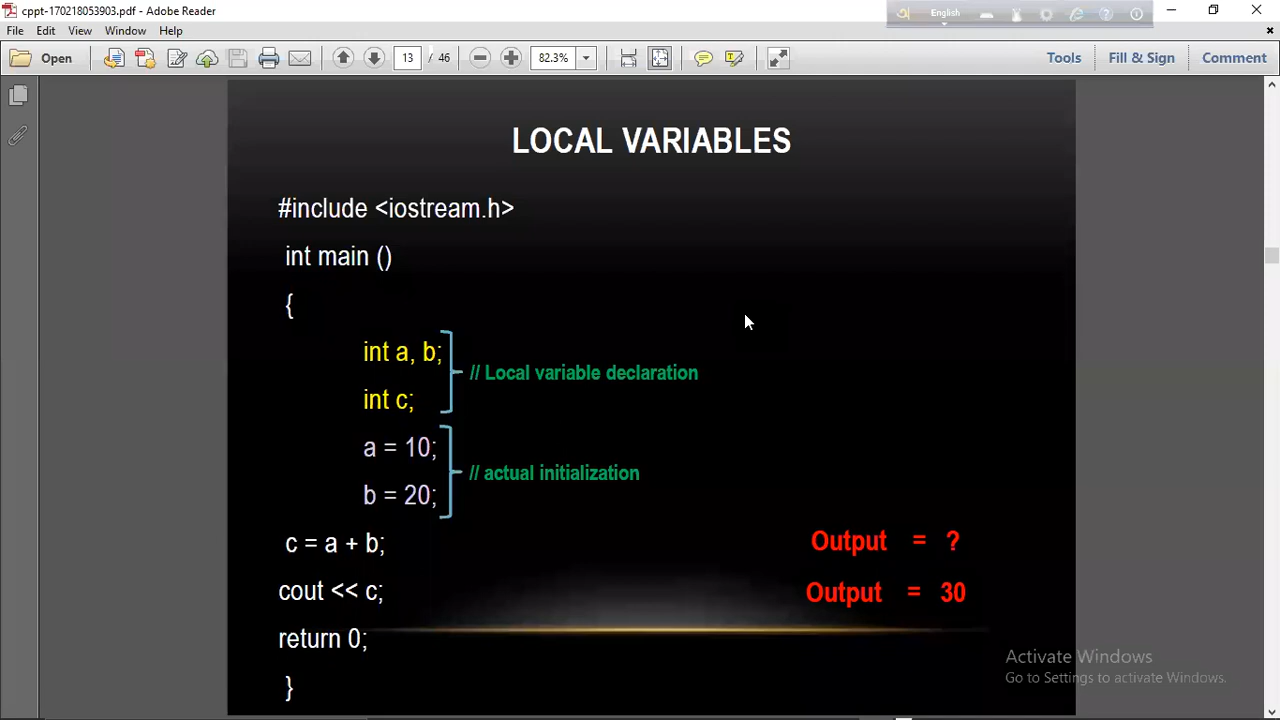 cppt-170218053903.pdf - Adobe Reader
English
File Edit View Window Help
Open 13 / 46 82.3% Tools Fill & Sign Comment
LOCAL VARIABLES
#include <iostream.h>
int main ()
{
int a, b;
// Local variable declaration
int c;
a = 10;
// actual initialization
b = 20;
c = a + b;
Output = ?
cout << c;
Output = 30
return 0;
}
Activate Windows
Go to Settings to activate Windows.